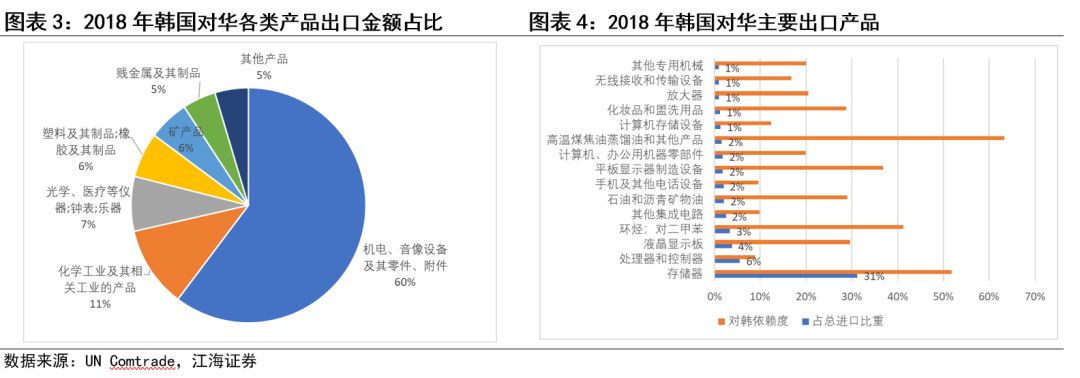 图表 3：2018 年韩国对华各类产品出口金额占比
其他产品
5%
贱金属及其制品
5%
矿产品
6%
塑料及其制品;橡
胶及其制品
6%
光学、医疗等仪
器;钟表;乐器
7%
化学工业及其相
关工业的产品
11%
机电、音像设备
及其零件、附件
60%
图表 4：2018 年韩国对华主要出口产品
其他专用机械
1%
无线接收和传输设备
1%
放大器
1%
化妆品和盥洗用品
1%
计算机存储设备
1%
高温煤焦油蒸馏油和其他产品
2%
计算机、办公用机器零部件
2%
平板显示器制造设备
2%
手机及其他电话设备
2%
石油和沥青矿物油
2%
其他集成电路
2%
环烃；对二甲苯
3%
液晶显示板
4%
处理器和控制器
6%
存储器
31%
0% 10% 20% 30% 40% 50% 60% 70%
对韩依赖度 占总进口比重
数据来源：UN Comtrade，江海证券